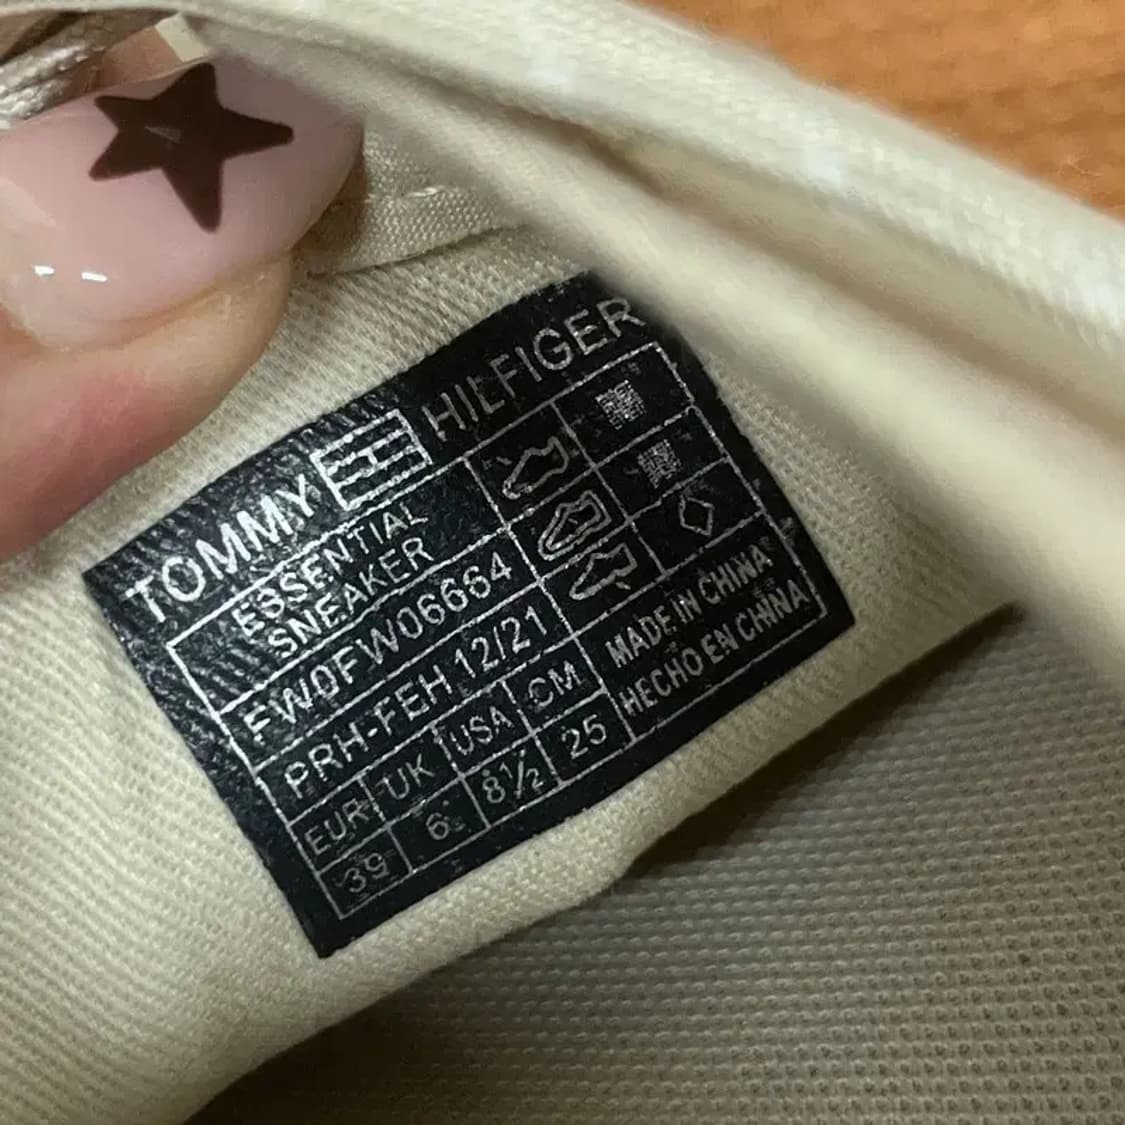 TOMMY HILFIGER
ESSENTIAL
SNEAKER
FW0FW06664
PRH-FEH 12/21
EUR UK USA CM
39 6 8½ 25
MADE IN CHINA
HECHO EN CHINA